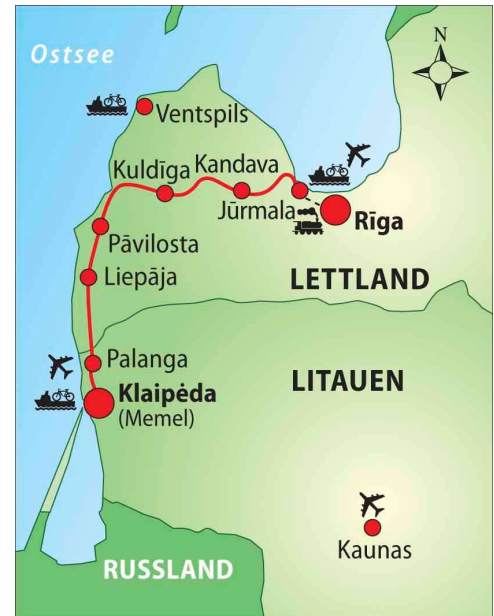 Ostsee
N
Ventspils
Kuldīga
Kandava
Jūrmala
Rīga
Pāvilosta
Liepāja
LETTLAND
Palanga
LITAUEN
Klaipėda
(Memel)
Kaunas
RUSSLAND